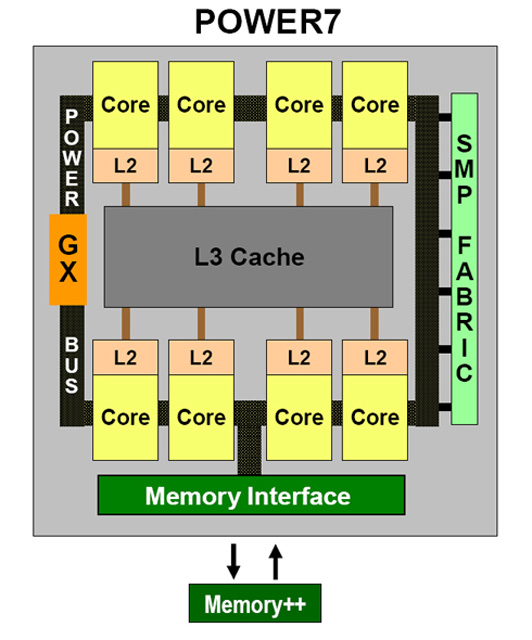 POWER7
Core Core Core Core
L2 L2 L2 L2
POWER
GX
BUS
L3 Cache
SMP FABRIC
L2 L2 L2 L2
Core Core Core Core
Memory Interface
Memory++